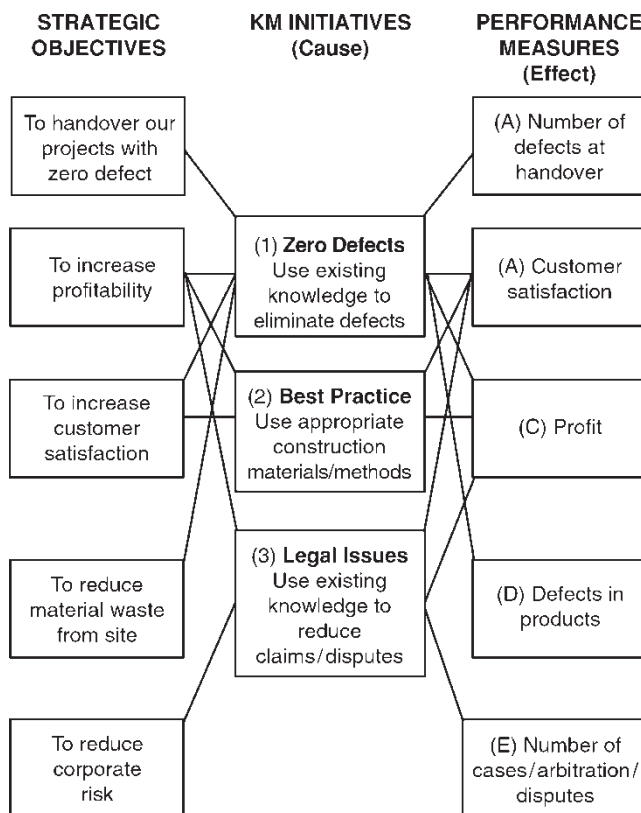 STRATEGIC
OBJECTIVES
KM INITIATIVES
(Cause)
PERFORMANCE
MEASURES
(Effect)
To handover our
projects with
zero defect
To increase
profitability
To increase
customer
satisfaction
To reduce
material waste
from site
To reduce
corporate
risk
(1) Zero Defects
Use existing
knowledge to
eliminate defects
(2) Best Practice
Use appropriate
construction
materials/methods
(3) Legal Issues
Use existing
knowledge to
reduce
claims/disputes
(A) Number of
defects at
handover
(A) Customer
satisfaction
(C) Profit
(D) Defects in
products
(E) Number of
cases/arbitration/
disputes